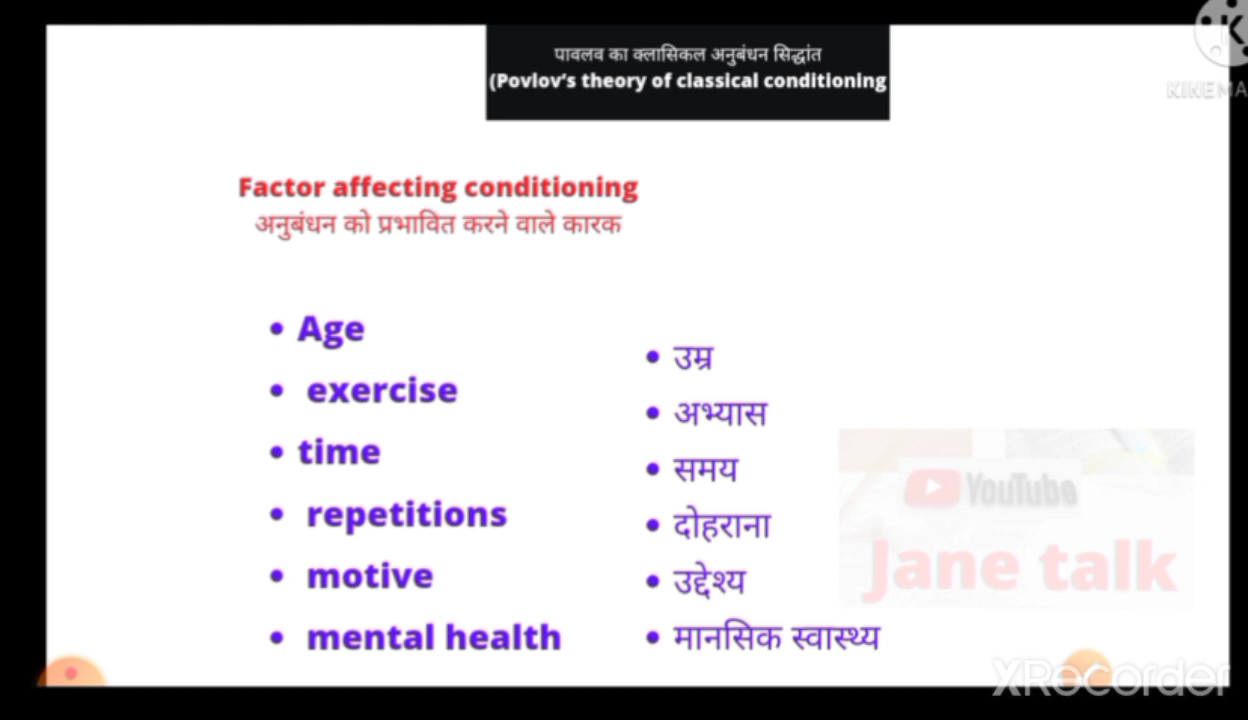 पावलव का क्लासिकल अनुबंधन सिद्धांत
(Povlov's theory of classical conditioning
Factor affecting conditioning
अनुबंधन को प्रभावित करने वाले कारक
• Age
• exercise
• time
• repetitions
• motive
• mental health
• उम्र
• अभ्यास
• समय
• दोहराना
• उद्देश्य
• मानसिक स्वास्थ्य
YouTube
Jane talk
K
KINEMA
XRecorder